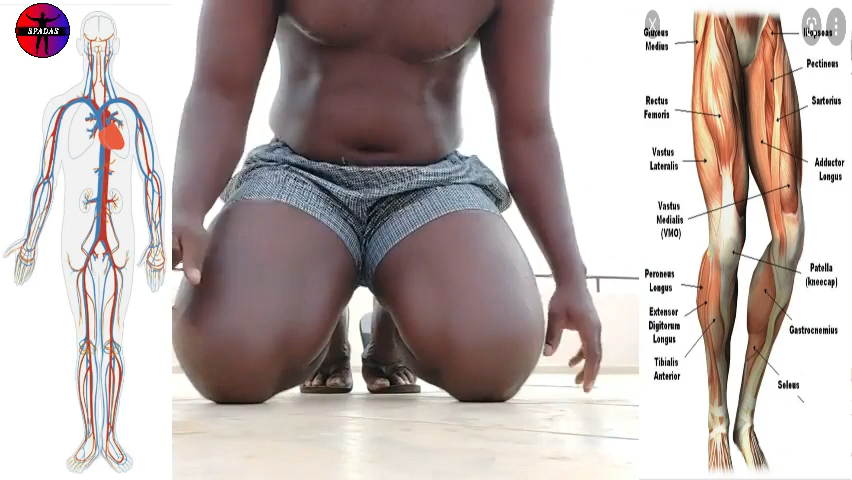 SPADAS
Gluteus
Medius
Iliopsoas
Pectineus
Rectus
Femoris
Sartorius
Vastus
Lateralis
Adductor
Longus
Vastus
Medialis
(VMO)
Patella
(kneecap)
Peroneus
Longus
Extensor
Digitorum
Longus
Gastrocnemius
Tibialis
Anterior
Soleus